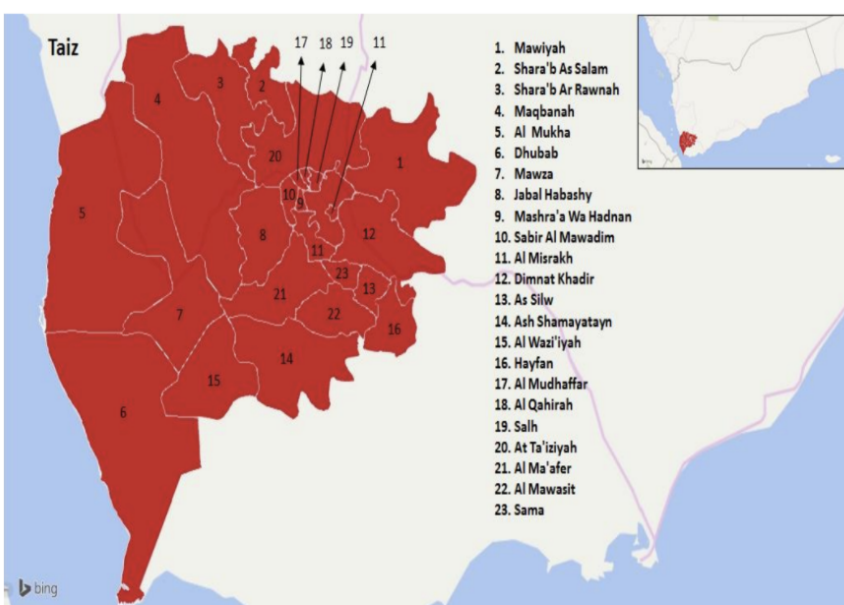 Taiz
17
18
19
11
1. Mawiyah
2. Shara'b As Salam
3. Shara'b Ar Rawnah
4. Maqbanah
5. Al Mukha
6. Dhubab
7. Mawza
8. Jabal Habashy
9. Mashra'a Wa Hadnan
10. Sabir Al Mawadim
11. Al Misrakh
12. Dimnat Khadir
13. As Silw
14. Ash Shamayatayn
15. Al Wazi'iyah
16. Hayfan
17. Al Mudhaffar
18. Al Qahirah
19. Salh
20. At Ta'iziyah
21. Al Ma'afer
22. Al Mawasit
23. Sama
4
3
2
20
1
10
9
5
8
11
12
23
13
21
22
7
16
14
15
6
bing
bing